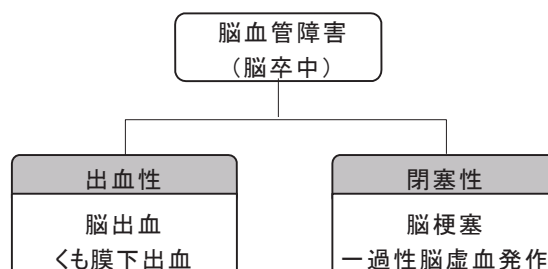 脳血管障害
（脳卒中）
出血性
脳出血
くも膜下出血
閉塞性
脳梗塞
一過性脳虚血発作